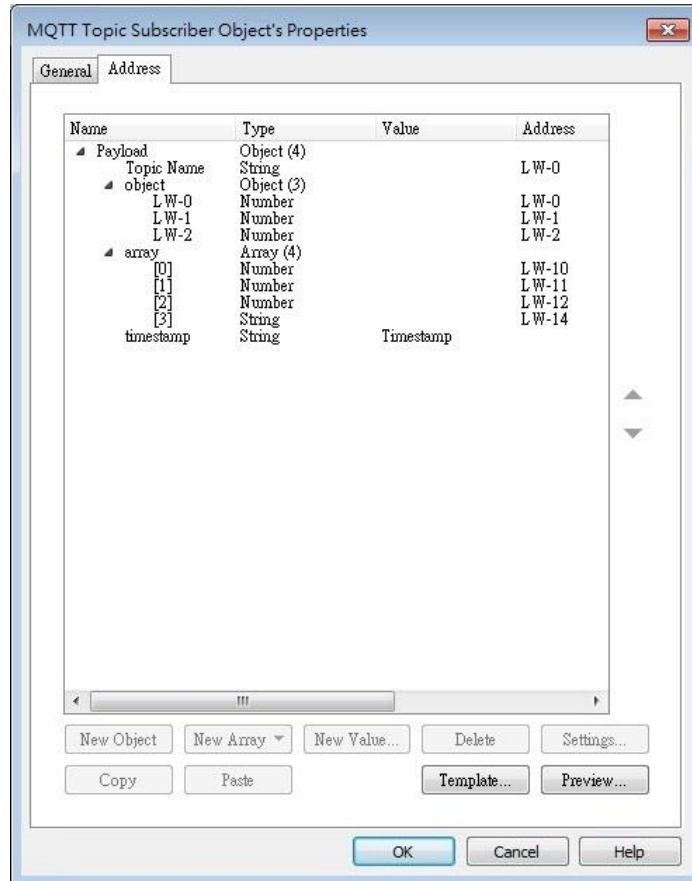 MQTT Topic Subscriber Object's Properties
General Address
Name Type Value Address
Payload Object (4)
Topic Name String LW-0
object Object (3)
LW-0 Number LW-0
LW-1 Number LW-1
LW-2 Number LW-2
array Array (4)
[0] Number LW-10
[1] Number LW-11
[2] Number LW-12
[3] String LW-14
timestamp String Timestamp
New Object New Array New Value... Delete Settings...
Copy Paste Template... Preview...
OK Cancel Help